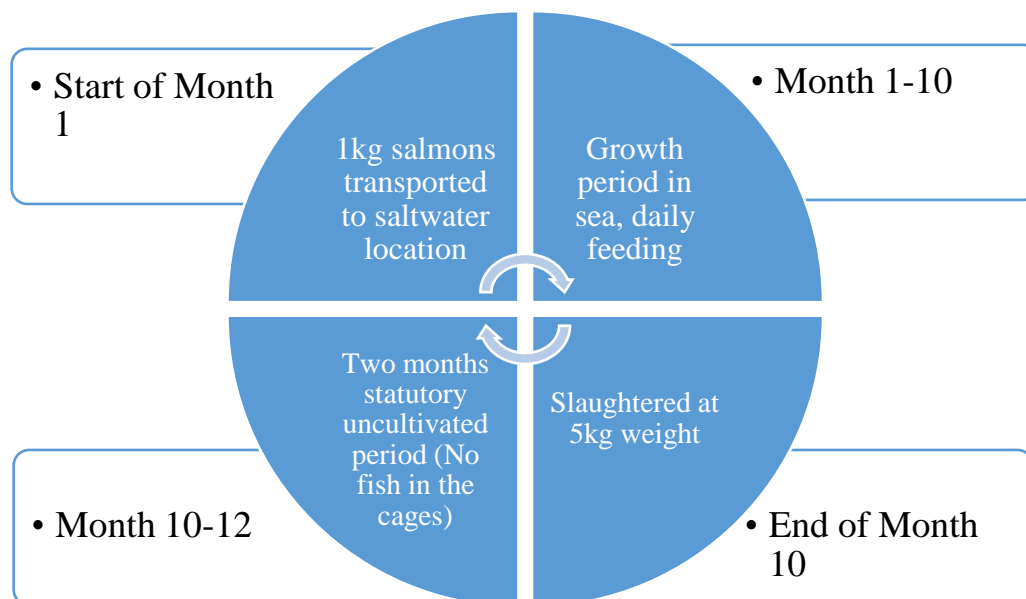 • Start of Month
1
1kg salmons
transported
to saltwater
location
• Month 1-10
Growth
period in
sea, daily
feeding
Two months
statutory
uncultivated
period (No
fish in the
cages)
• Month 10-12
Slaughtered at
5kg weight
• End of Month
10